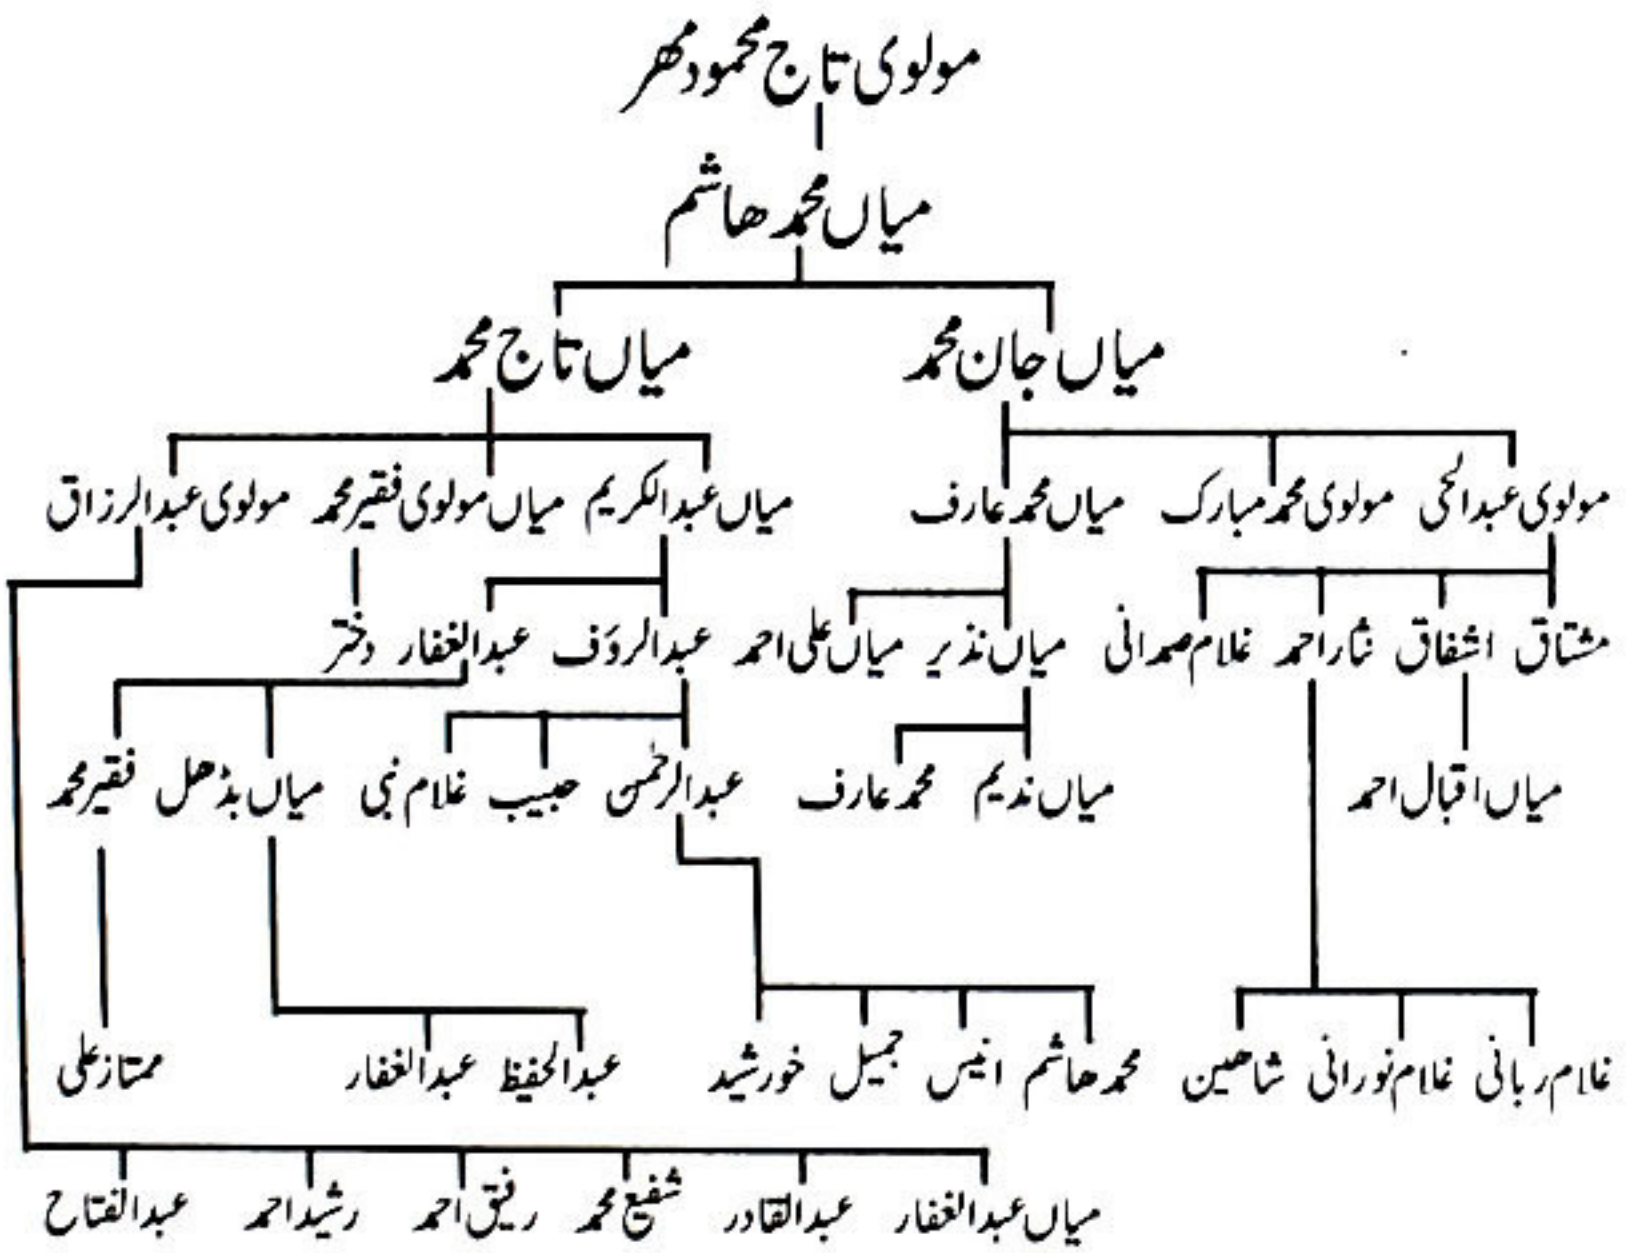 مولوی تاج محمود مھر
میاں محمد ھاشم
میاں جان محمد میاں تاج محمد
مولوی عبدالحی مولوی محمد مبارک میاں محمد عارف میاں عبدالکریم میاں مولوی فقیر محمد مولوی عبدالرزاق
مشتاق اشفاق نثار احمد غلام صمدانی میاں نذیر میاں علی احمد عبدالرؤف عبدالغفار دختر
میاں اقبال احمد میاں ندیم محمد عارف عبدالرحمٰن حبیب غلام نبی میاں بڈھل فقیر محمد
غلام ربانی غلام نورانی شاھین محمد ھاشم انیس جمیل خورشید عبدالحفیظ عبدالغفار ممتاز علی
میاں عبدالغفار عبدالقادر شفیع محمد رفیق احمد رشید احمد عبدالفتاح